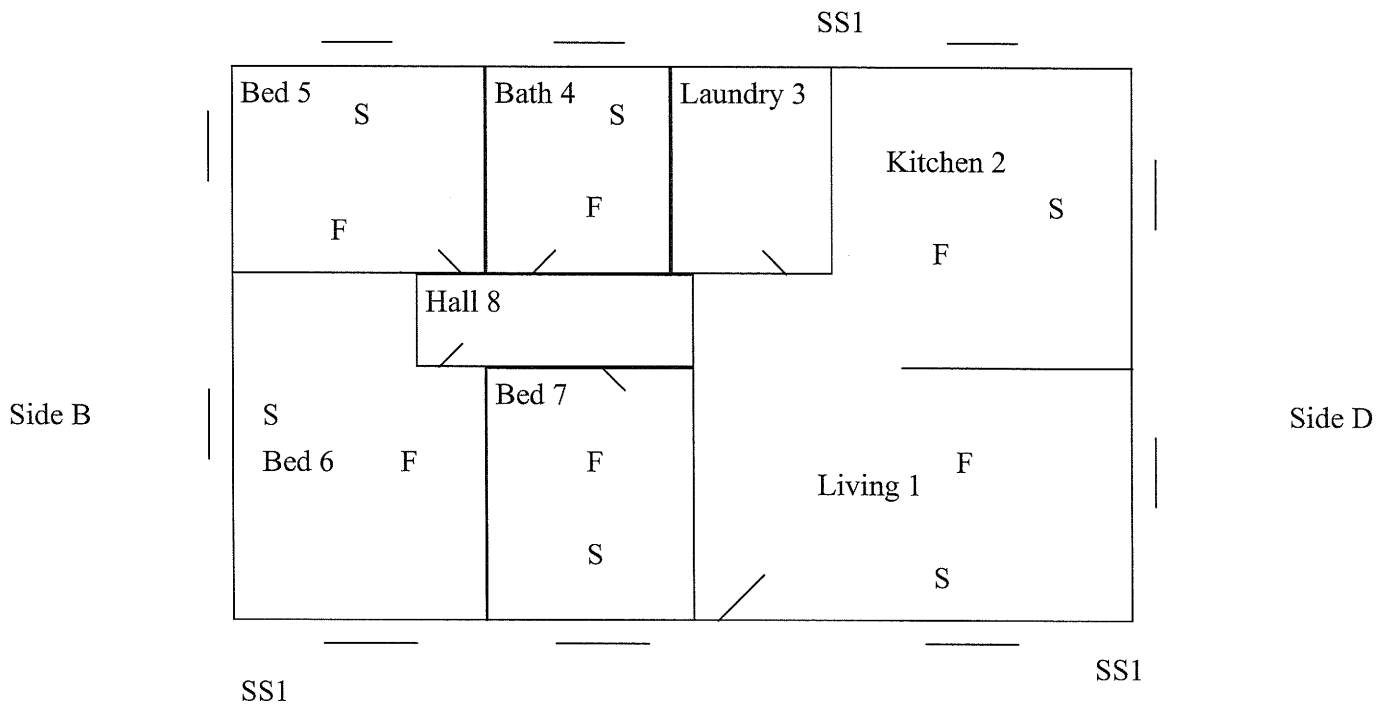 SS1
Bed 5
S
Bath 4
S
Laundry 3
Kitchen 2
S
F
F
F
Hall 8
Side B
S
Bed 6
F
Bed 7
F
S
Living 1
F
S
Side D
SS1
SS1